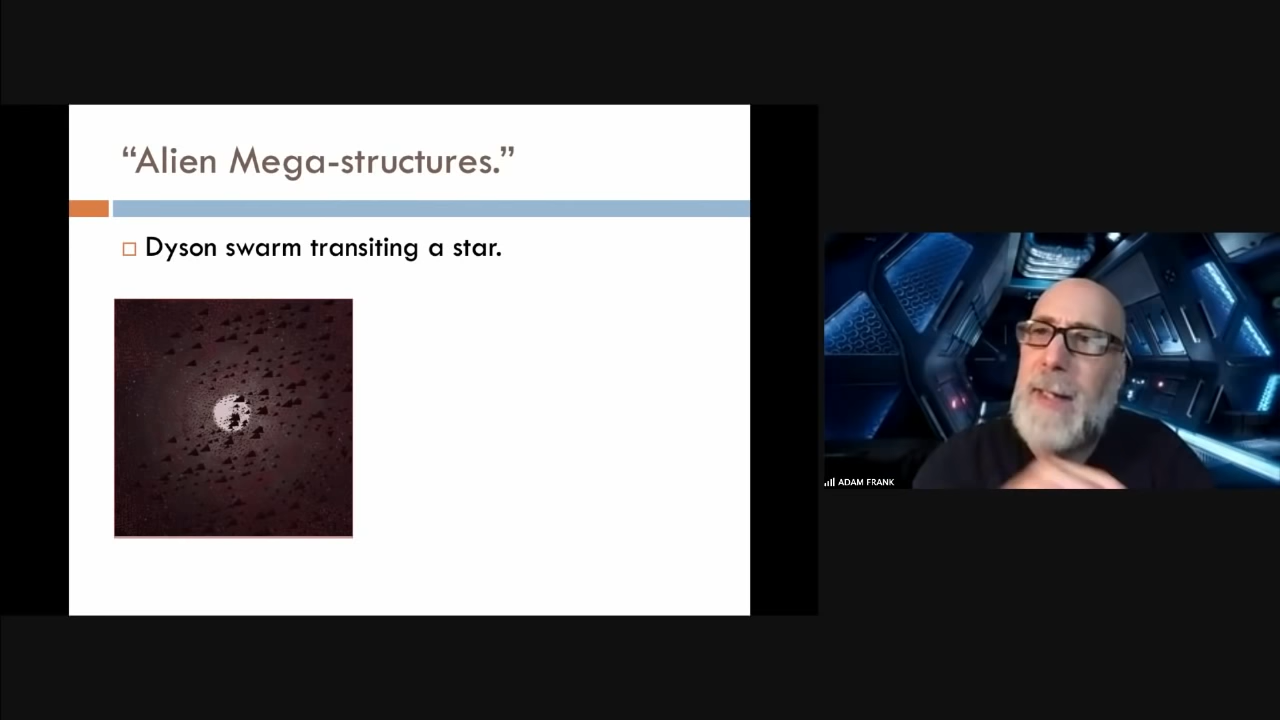 “Alien Mega-structures.”
Dyson swarm transiting a star.
ADAM FRANK